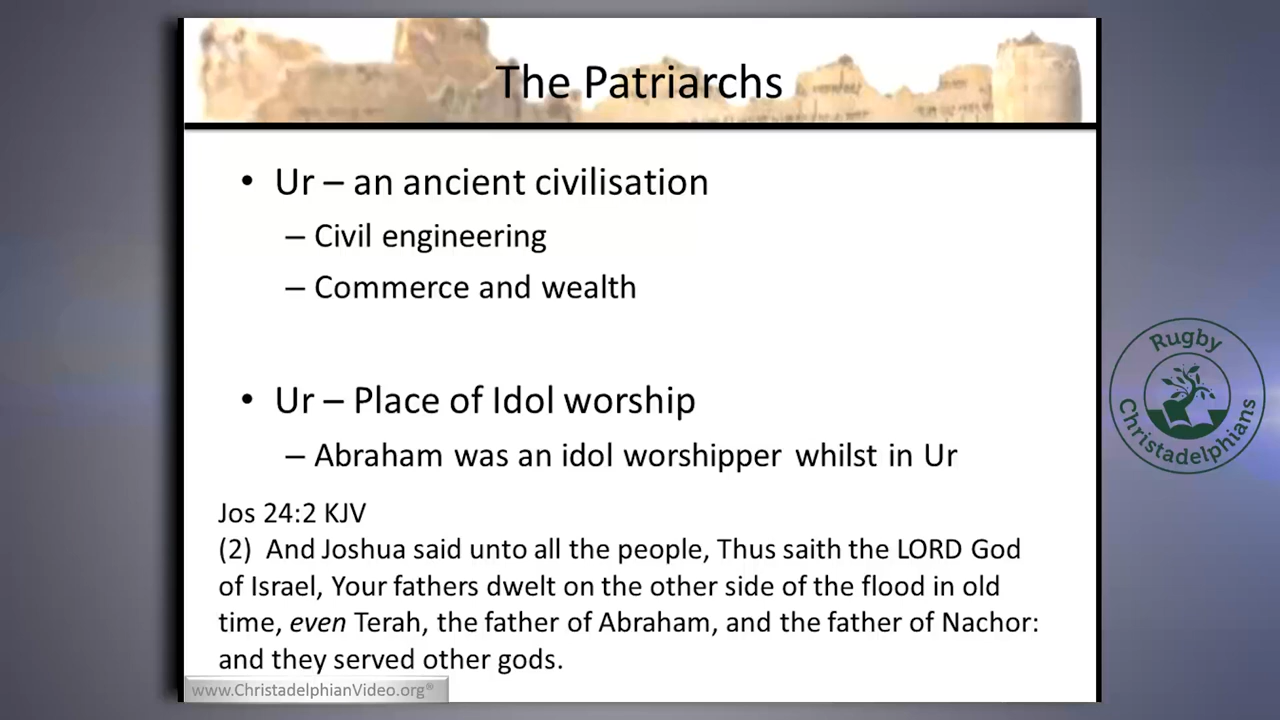 The Patriarchs
• Ur – an ancient civilisation
– Civil engineering
– Commerce and wealth
• Ur – Place of Idol worship
– Abraham was an idol worshipper whilst in Ur
Jos 24:2 KJV
(2) And Joshua said unto all the people, Thus saith the LORD God
of Israel, Your fathers dwelt on the other side of the flood in old
time, even Terah, the father of Abraham, and the father of Nachor:
and they served other gods.
www.ChristadelphianVideo.org®
Rugby
Christadelphians